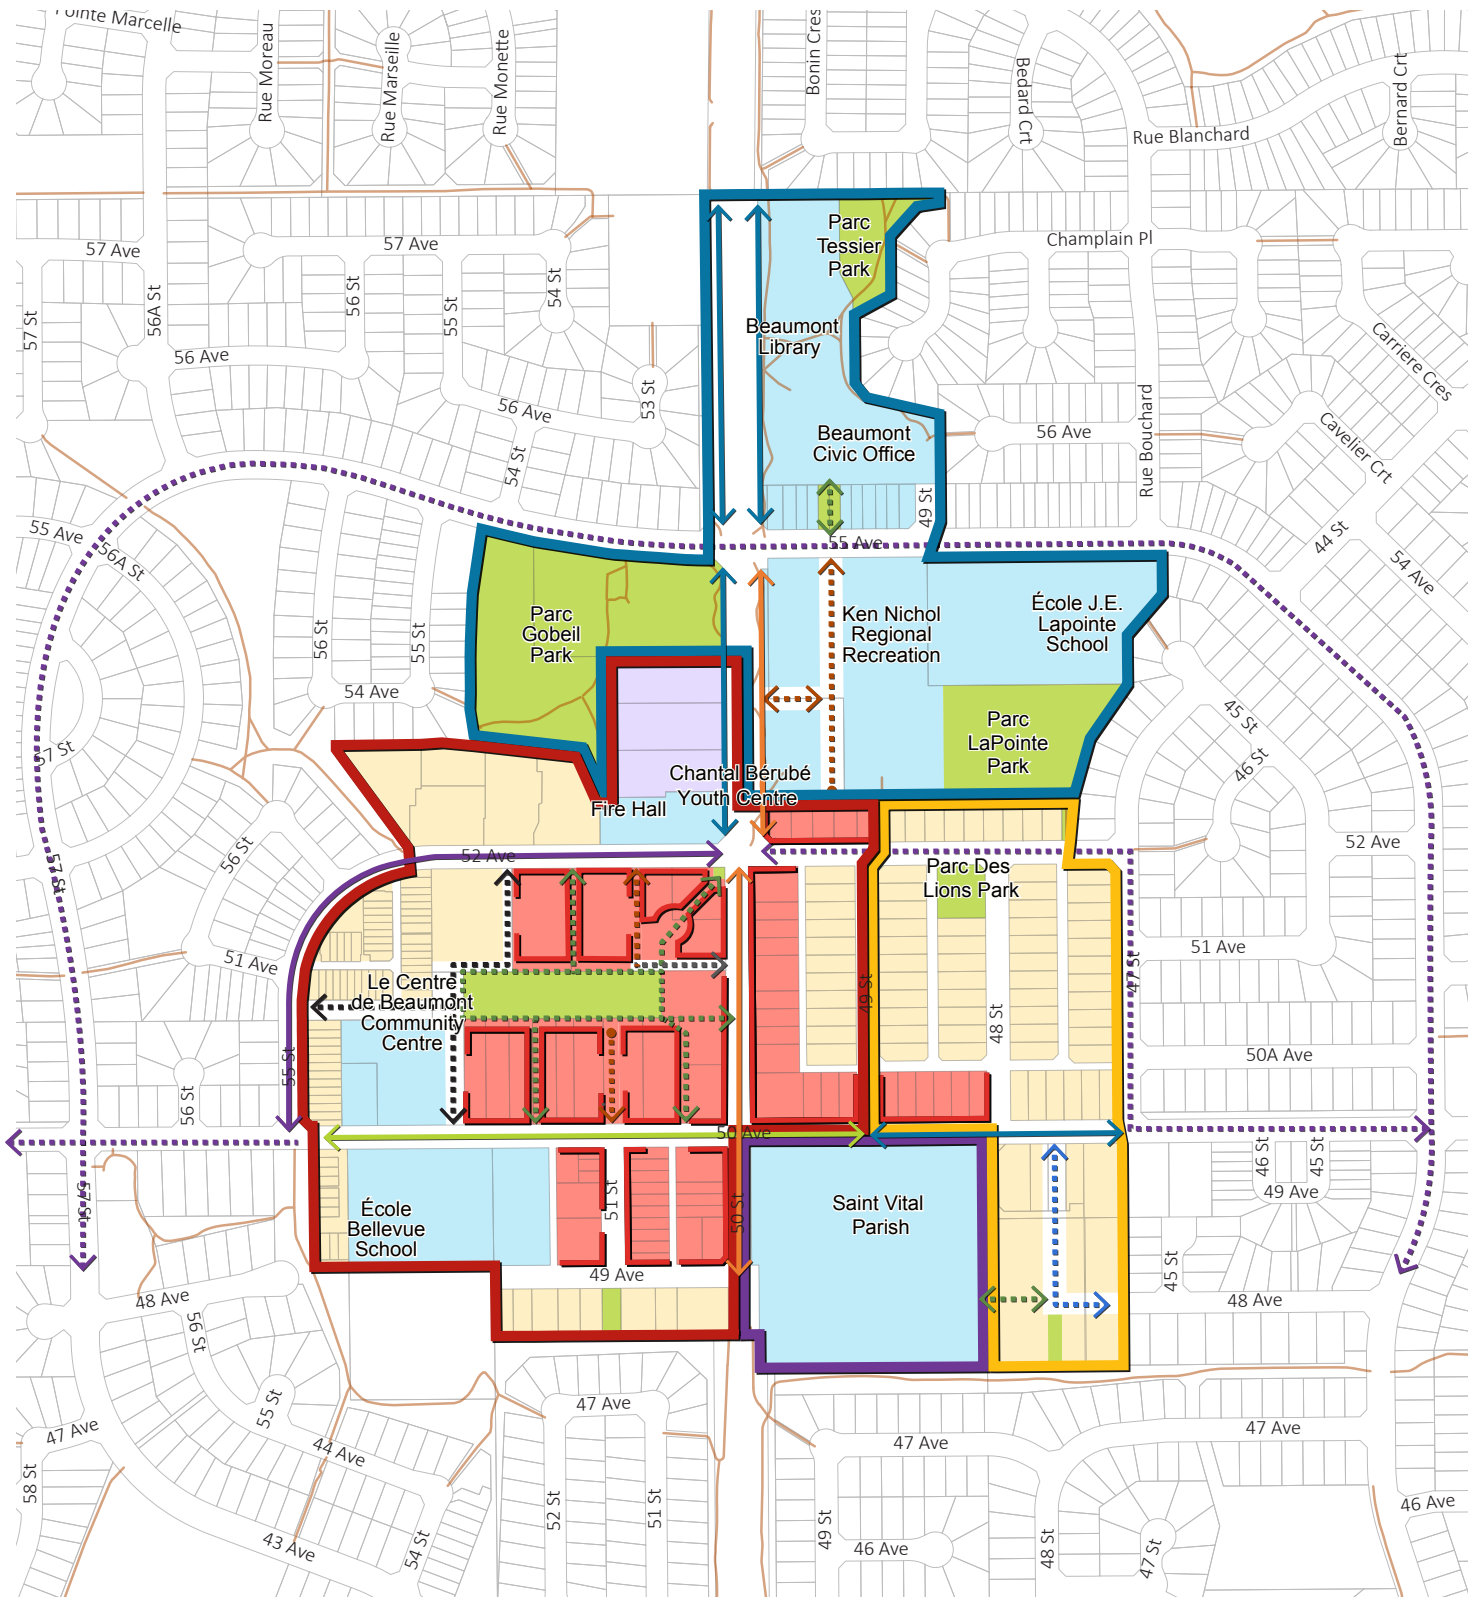 Pointe Marcelle
Rue Moreau
Rue Marseille
Rue Monette
Bonin Cres
Bedard Crt
Rue Blanchard
Bernard Crt
57 Ave
57 Ave
Parc
Tessier
Park
Champlain Pl
57 St
56A St
56 St
55 St
54 St
Beaumont
Library
56 Ave
53 St
56 Ave
Carriere Cres
Rue Bouchard
Cavelier Crt
Beaumont
Civic Office
56 Ave
54 St
49 St
55 Ave
56A St
55 Ave
44 St
54 Ave
Parc
Gobeil
Park
Ken Nichol
Regional
Recreation
École J.E.
Lapointe
School
56 St
55 St
54 Ave
Parc
LaPointe
Park
45 St
46 St
57 St
Chantal Bérubé
Youth Centre
Fire Hall
56 St
57 St
52 Ave
52 Ave
Parc Des
Lions Park
51 Ave
51 Ave
47 St
49 St
48 St
Le Centre
de Beaumont
Community
Centre
55 St
50A Ave
56 St
50 Ave
57 St
École
Bellevue
School
51 St
50 St
Saint Vital
Parish
46 St
45 St
49 Ave
49 Ave
45 St
48 Ave
48 Ave
56 St
55 St
47 Ave
44 Ave
47 Ave
47 Ave
47 Ave
58 St
43 Ave
54 St
52 St
51 St
49 St
46 Ave
48 St
47 St
46 Ave